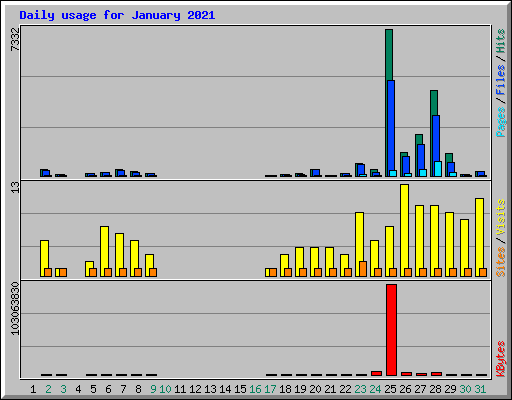 Daily usage for January 2021
7332
Pages / Files / Hits
13
Sites / Visits
103063830
KBytes
1 2 3 4 5 6 7 8 9 10 11 12 13 14 15 16 17 18 19 20 21 22 23 24 25 26 27 28 29 30 31